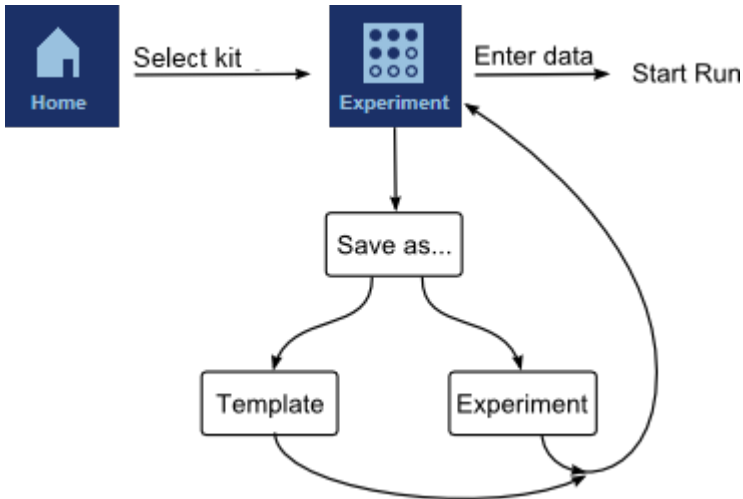 Home
Select kit
Experiment
Enter data
Start Run
Save as...
Template
Experiment